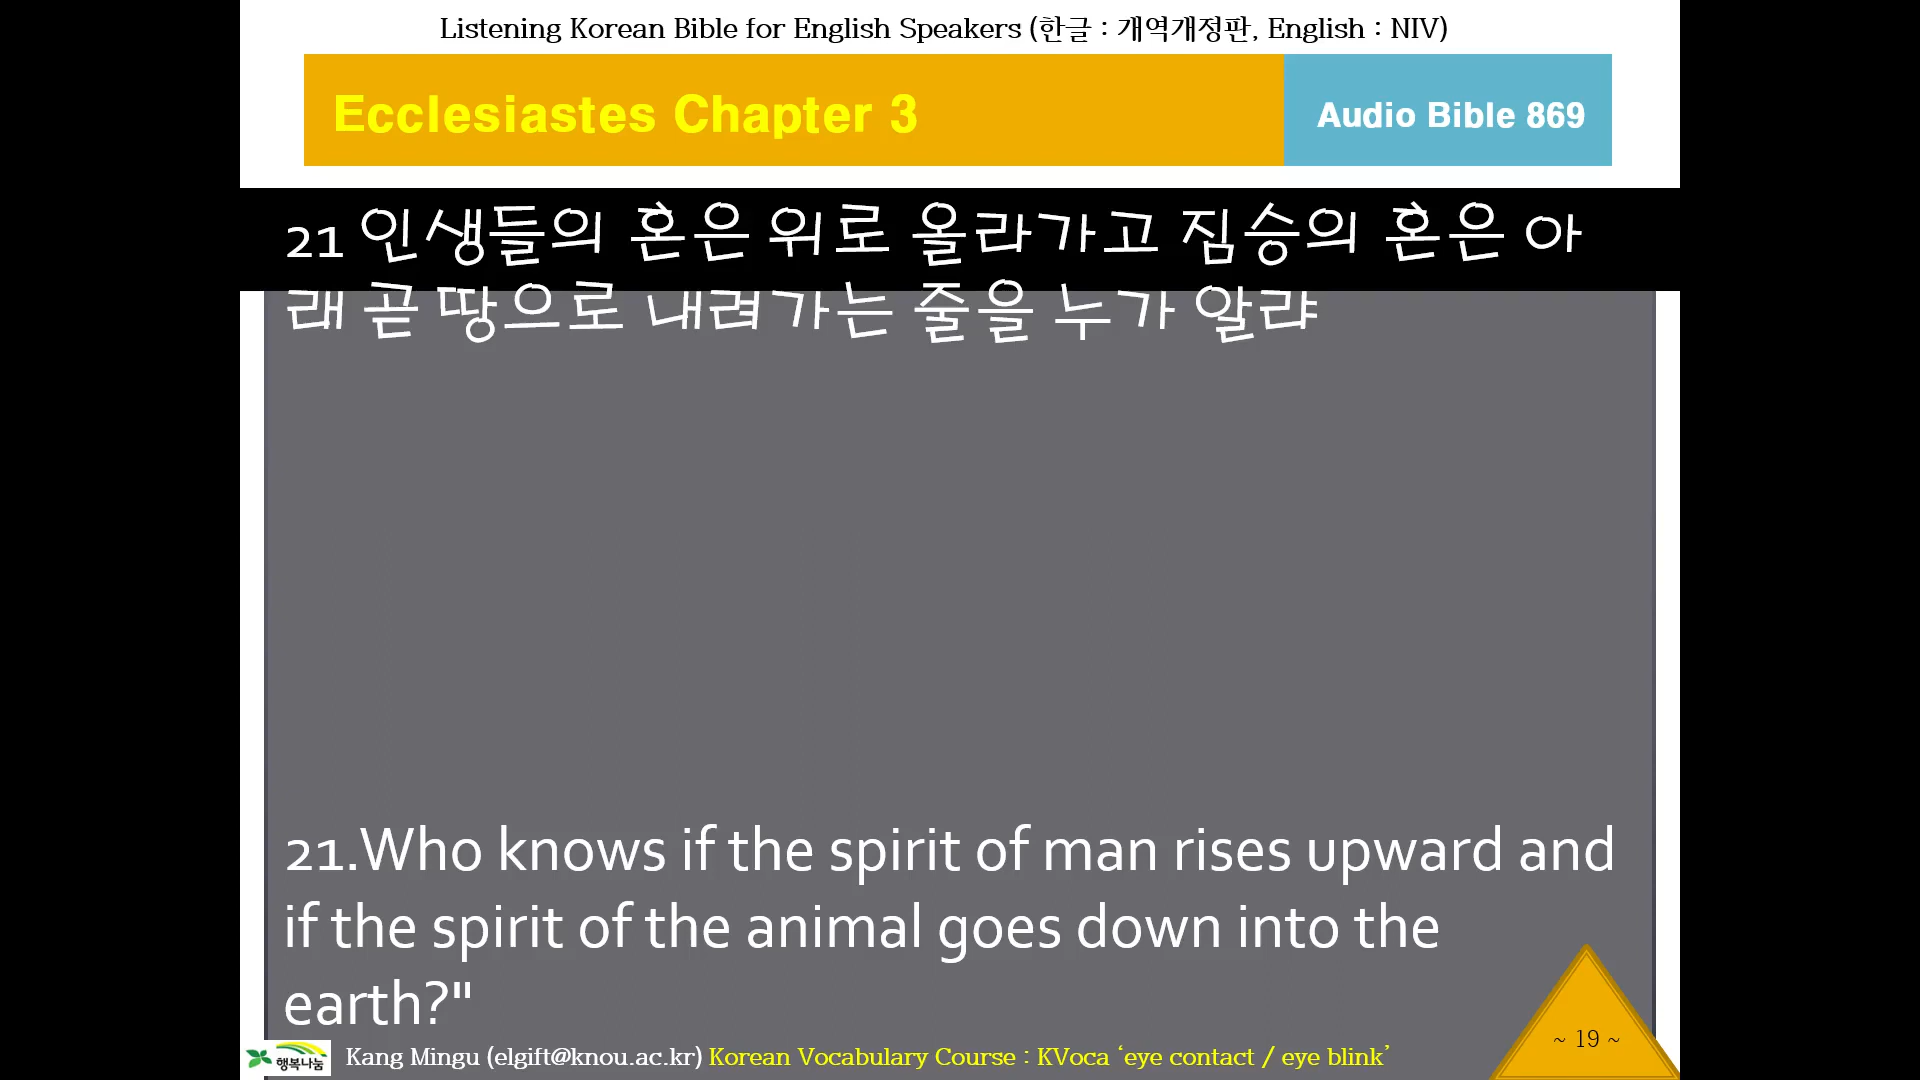 Listening Korean Bible for English Speakers (한글 : 개역개정판, English : NIV)
Ecclesiastes Chapter 3
Audio Bible 869
21 인생들의 혼은 위로 올라가고 짐승의 혼은 아
래 곧 땅으로 내려가는 줄을 누가 알랴
21.Who knows if the spirit of man rises upward and
if the spirit of the animal goes down into the
earth?"
~ 19 ~
행복나눔
Kang Mingu (elgift@knou.ac.kr) Korean Vocabulary Course : KVoca ‘eye contact / eye blink’